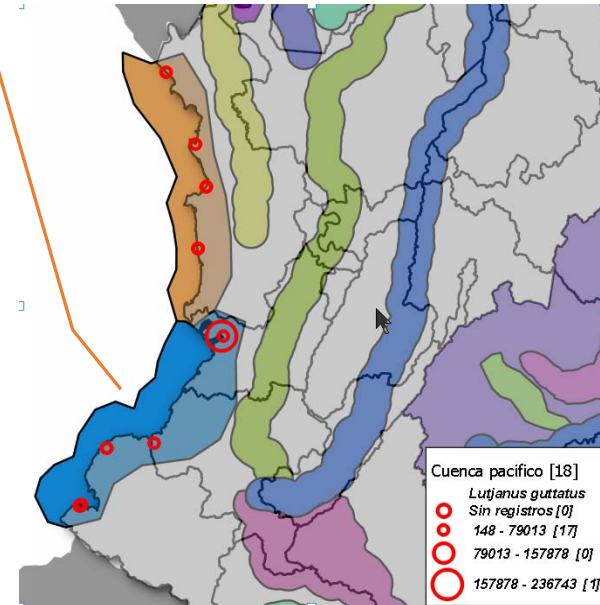 Cuenca pacifico [18]
Lutjanus guttatus
Sin registros [0]
148 - 79013 [17]
79013 - 157878 [0]
157878 - 236743 [1]